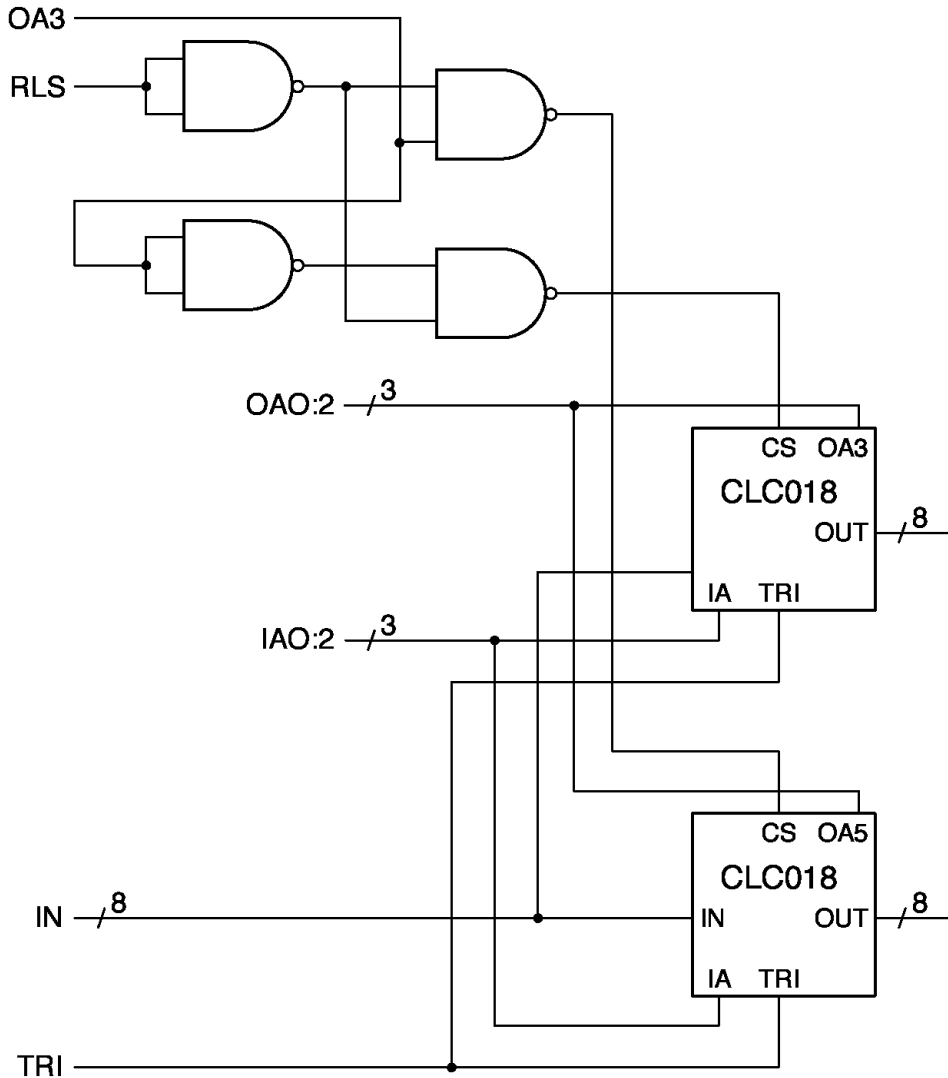 OA3
RLS
OAO:2
3
CS OA3
CLC018
OUT
8
IA TRI
IAO:2
3
CS OA5
CLC018
IN
8
IN
OUT
8
IA TRI
TRI